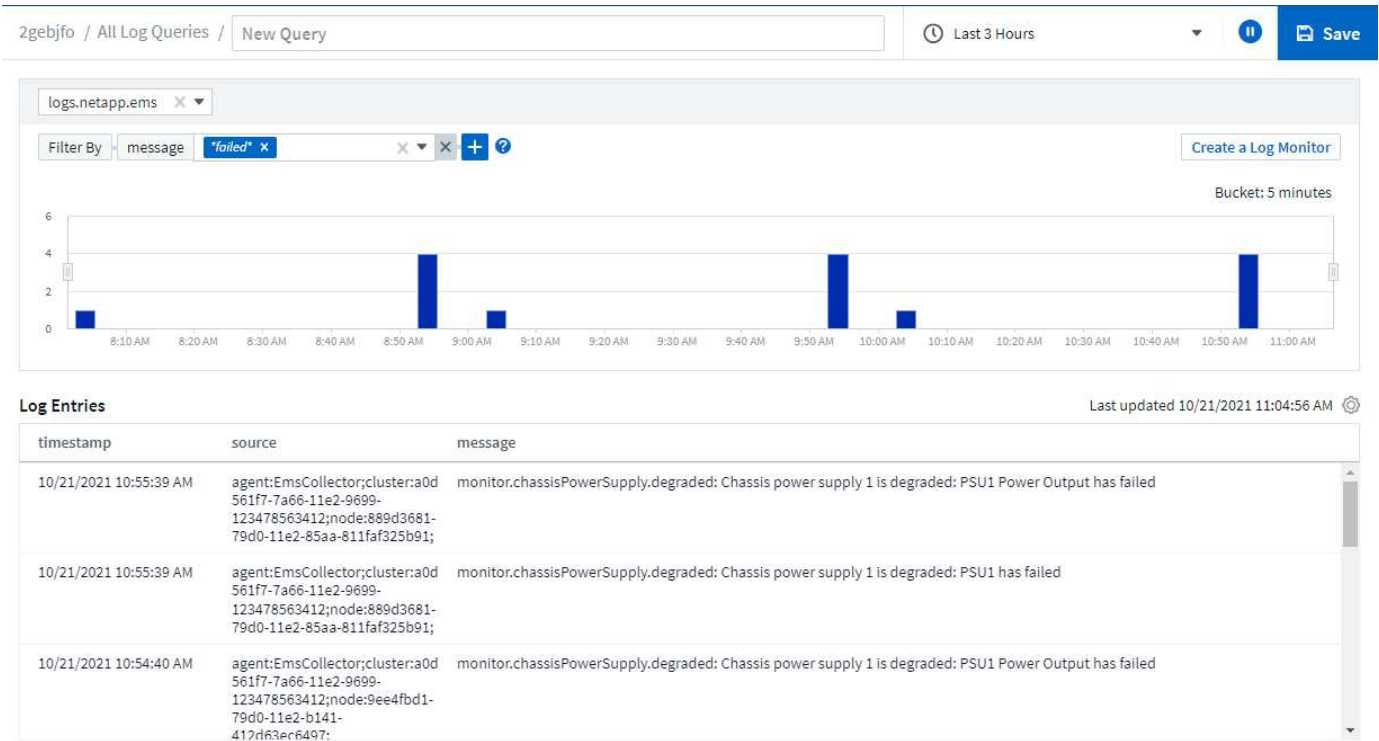 2gebjfo / All Log Queries / New Query Last 3 Hours Save
logs.netapp.ems
Filter By message *failed* Create a Log Monitor
Bucket: 5 minutes
6
4
2
0
8:10 AM 8:20 AM 8:30 AM 8:40 AM 8:50 AM 9:00 AM 9:10 AM 9:20 AM 9:30 AM 9:40 AM 9:50 AM 10:00 AM 10:10 AM 10:20 AM 10:30 AM 10:40 AM 10:50 AM 11:00 AM
Log Entries Last updated 10/21/2021 11:04:56 AM
timestamp source message
10/21/2021 10:55:39 AM agent:EmsCollector;cluster:a0d monitor.chassisPowerSupply.degraded: Chassis power supply 1 is degraded: PSU1 Power Output has failed
561f7-7a66-11e2-9699-
123478563412;node:889d3681-
79d0-11e2-85aa-811faf325b91;
10/21/2021 10:55:39 AM agent:EmsCollector;cluster:a0d monitor.chassisPowerSupply.degraded: Chassis power supply 1 is degraded: PSU1 has failed
561f7-7a66-11e2-9699-
123478563412;node:889d3681-
79d0-11e2-85aa-811faf325b91;
10/21/2021 10:54:40 AM agent:EmsCollector;cluster:a0d monitor.chassisPowerSupply.degraded: Chassis power supply 1 is degraded: PSU1 Power Output has failed
561f7-7a66-11e2-9699-
123478563412;node:9ee4fbd1-
79d0-11e2-b141-
412d63ec6497;